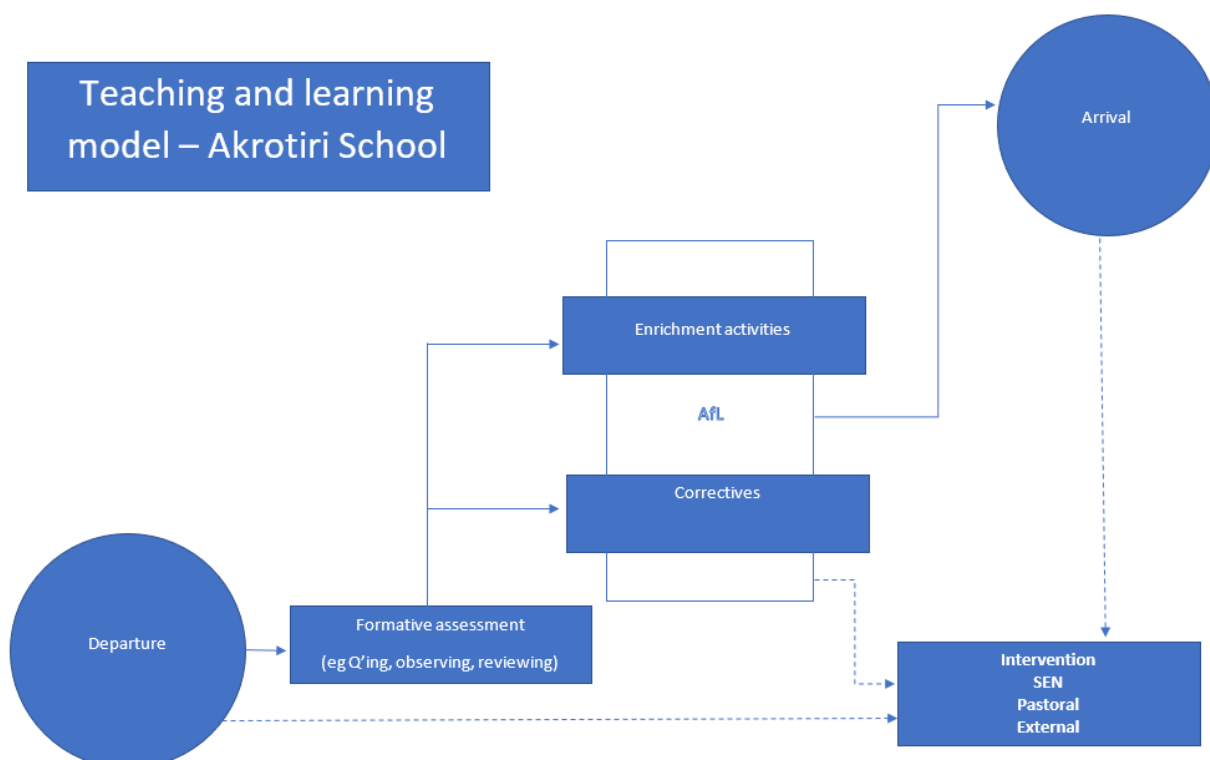 Teaching and learning
model – Akrotiri School
Arrival
Enrichment activities
AfL
Correctives
Departure
Formative assessment
(eg Q'ing, observing, reviewing)
Intervention
SEN
Pastoral
External